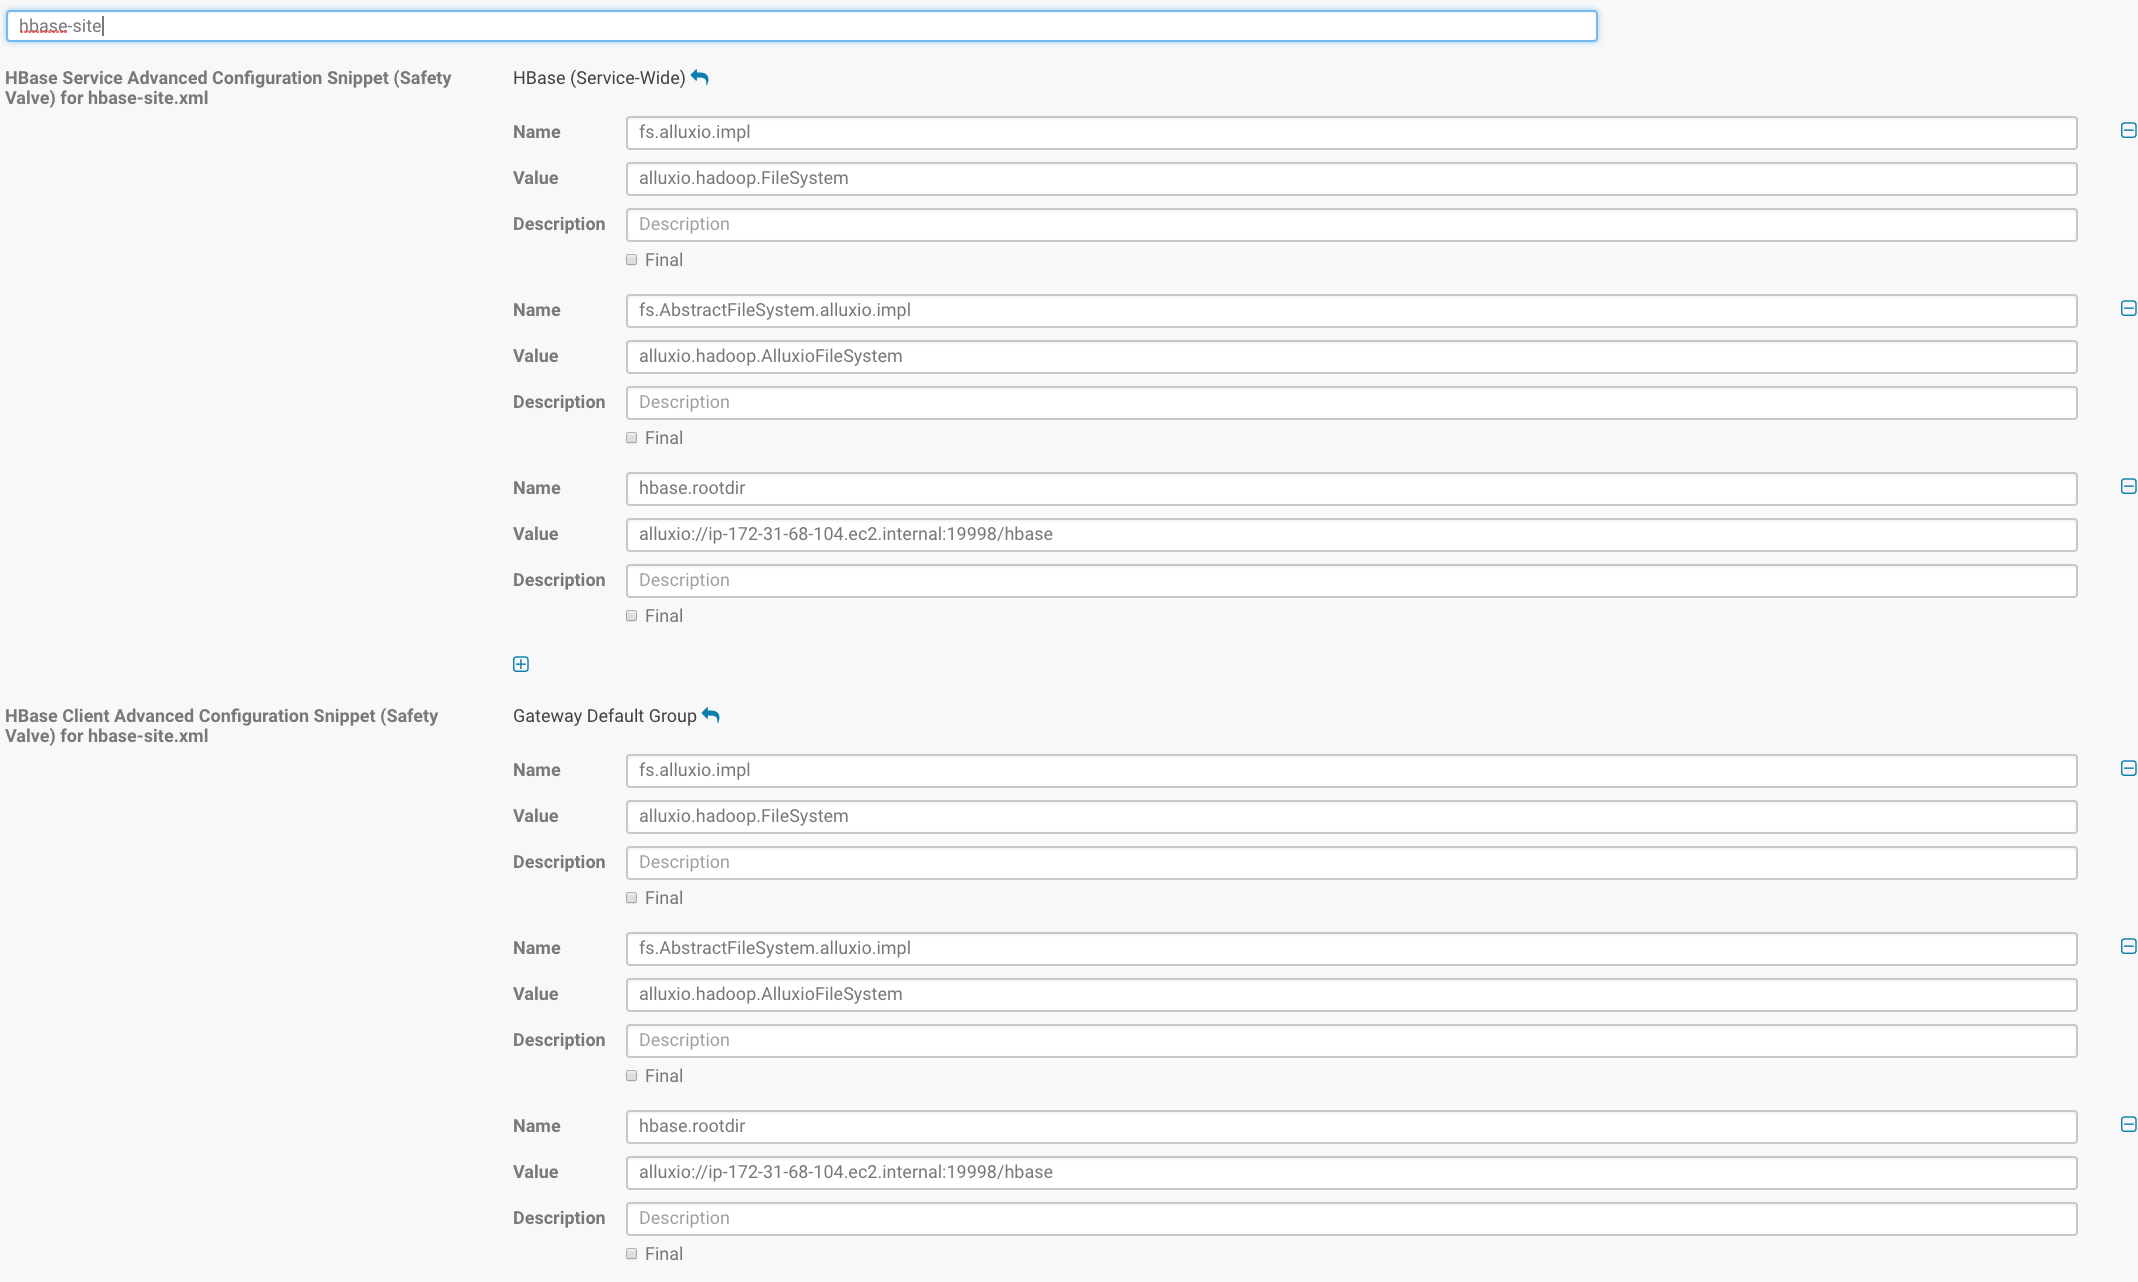 hbase-site
HBase Service Advanced Configuration Snippet (Safety
Valve) for hbase-site.xml
HBase (Service-Wide)
Name fs.alluxio.impl
Value alluxio.hadoop.FileSystem
Description Description
Final
Name fs.AbstractFileSystem.alluxio.impl
Value alluxio.hadoop.AlluxioFileSystem
Description Description
Final
Name hbase.rootdir
Value alluxio://ip-172-31-68-104.ec2.internal:19998/hbase
Description Description
Final
HBase Client Advanced Configuration Snippet (Safety
Valve) for hbase-site.xml
Gateway Default Group
Name fs.alluxio.impl
Value alluxio.hadoop.FileSystem
Description Description
Final
Name fs.AbstractFileSystem.alluxio.impl
Value alluxio.hadoop.AlluxioFileSystem
Description Description
Final
Name hbase.rootdir
Value alluxio://ip-172-31-68-104.ec2.internal:19998/hbase
Description Description
Final